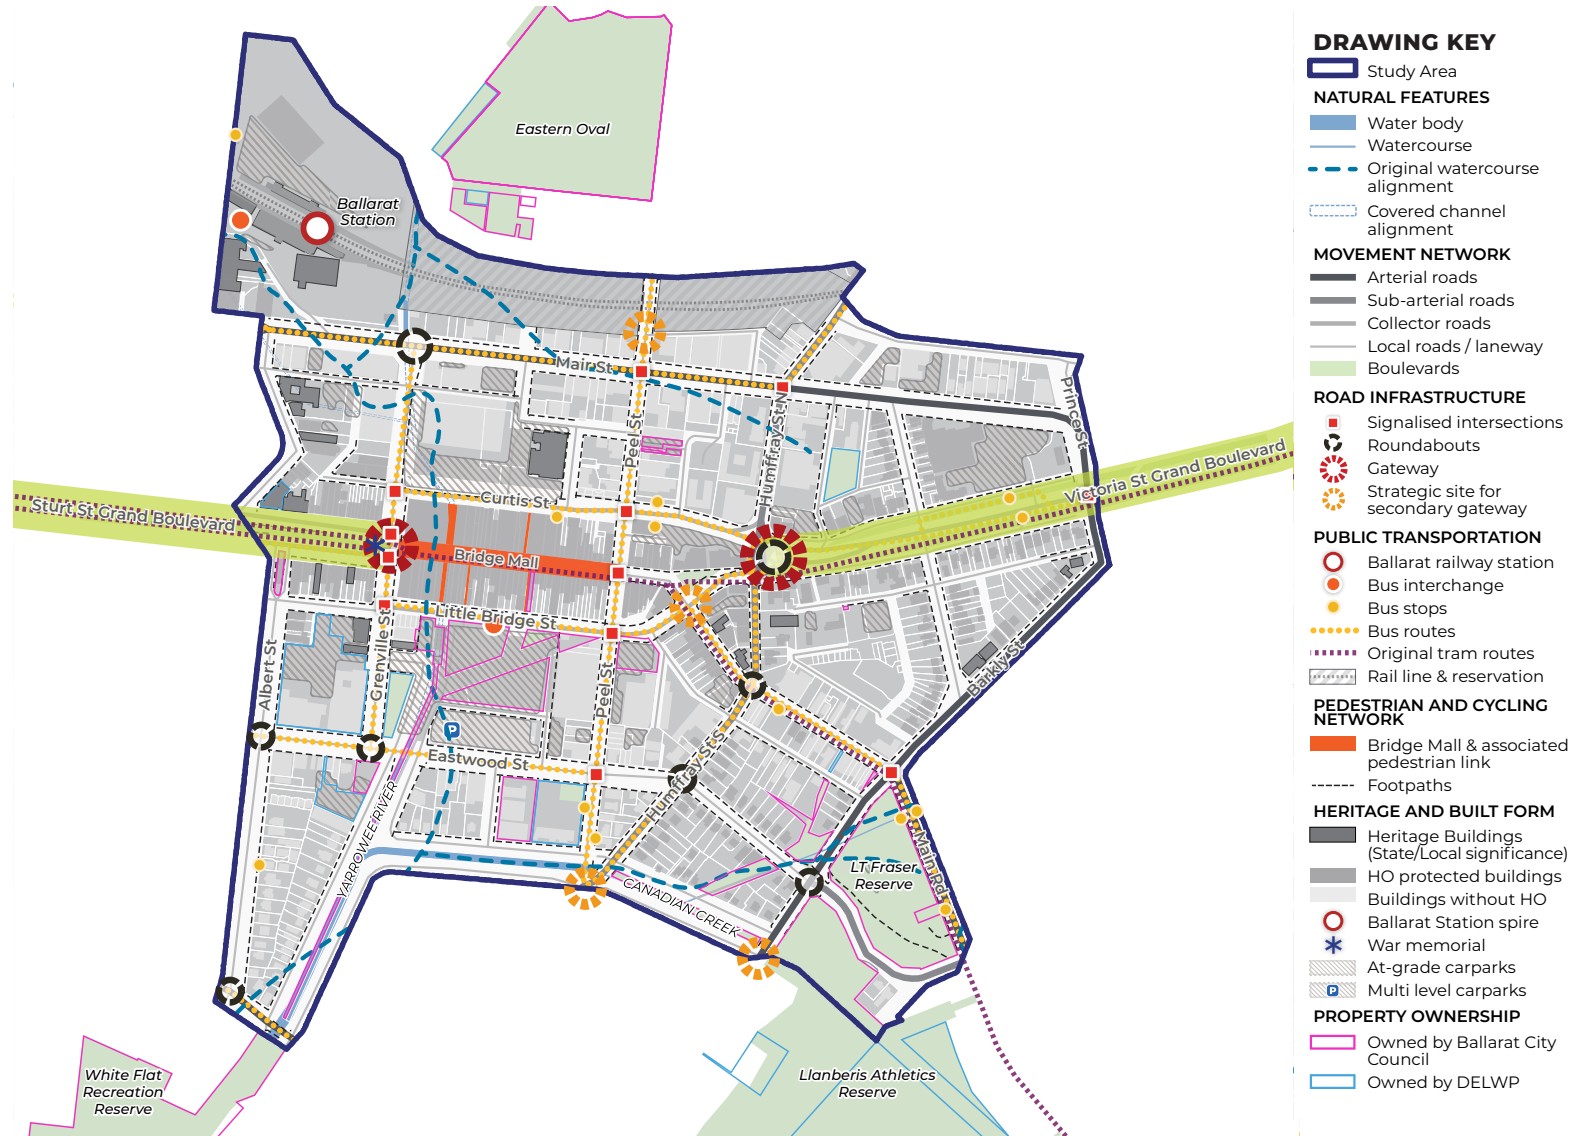 Eastern Oval
Ballarat
Station
Mair St
Prince St
Peel St
Humffray St N
Curtis St
Sturt St Grand Boulevard
Victoria St Grand Boulevard
Bridge Mall
Little Bridge St
Albert St
Grenville St
Peel St
Barkly St
P
Eastwood St
Humffray St S
YARROWEE RIVER
CANADIAN CREEK
LT Fraser
Reserve
Main Rd
White Flat
Recreation
Reserve
Llanberis Athletics
Reserve
DRAWING KEY
Study Area
NATURAL FEATURES
Water body
Watercourse
Original watercourse
alignment
Covered channel
alignment
MOVEMENT NETWORK
Arterial roads
Sub-arterial roads
Collector roads
Local roads / laneway
Boulevards
ROAD INFRASTRUCTURE
Signalised intersections
Roundabouts
Gateway
Strategic site for
secondary gateway
PUBLIC TRANSPORTATION
Ballarat railway station
Bus interchange
Bus stops
Bus routes
Original tram routes
Rail line & reservation
PEDESTRIAN AND CYCLING
NETWORK
Bridge Mall & associated
pedestrian link
Footpaths
HERITAGE AND BUILT FORM
Heritage Buildings
(State/Local significance)
HO protected buildings
Buildings without HO
Ballarat Station spire
War memorial
At-grade carparks
P
Multi level carparks
PROPERTY OWNERSHIP
Owned by Ballarat City
Council
Owned by DELWP